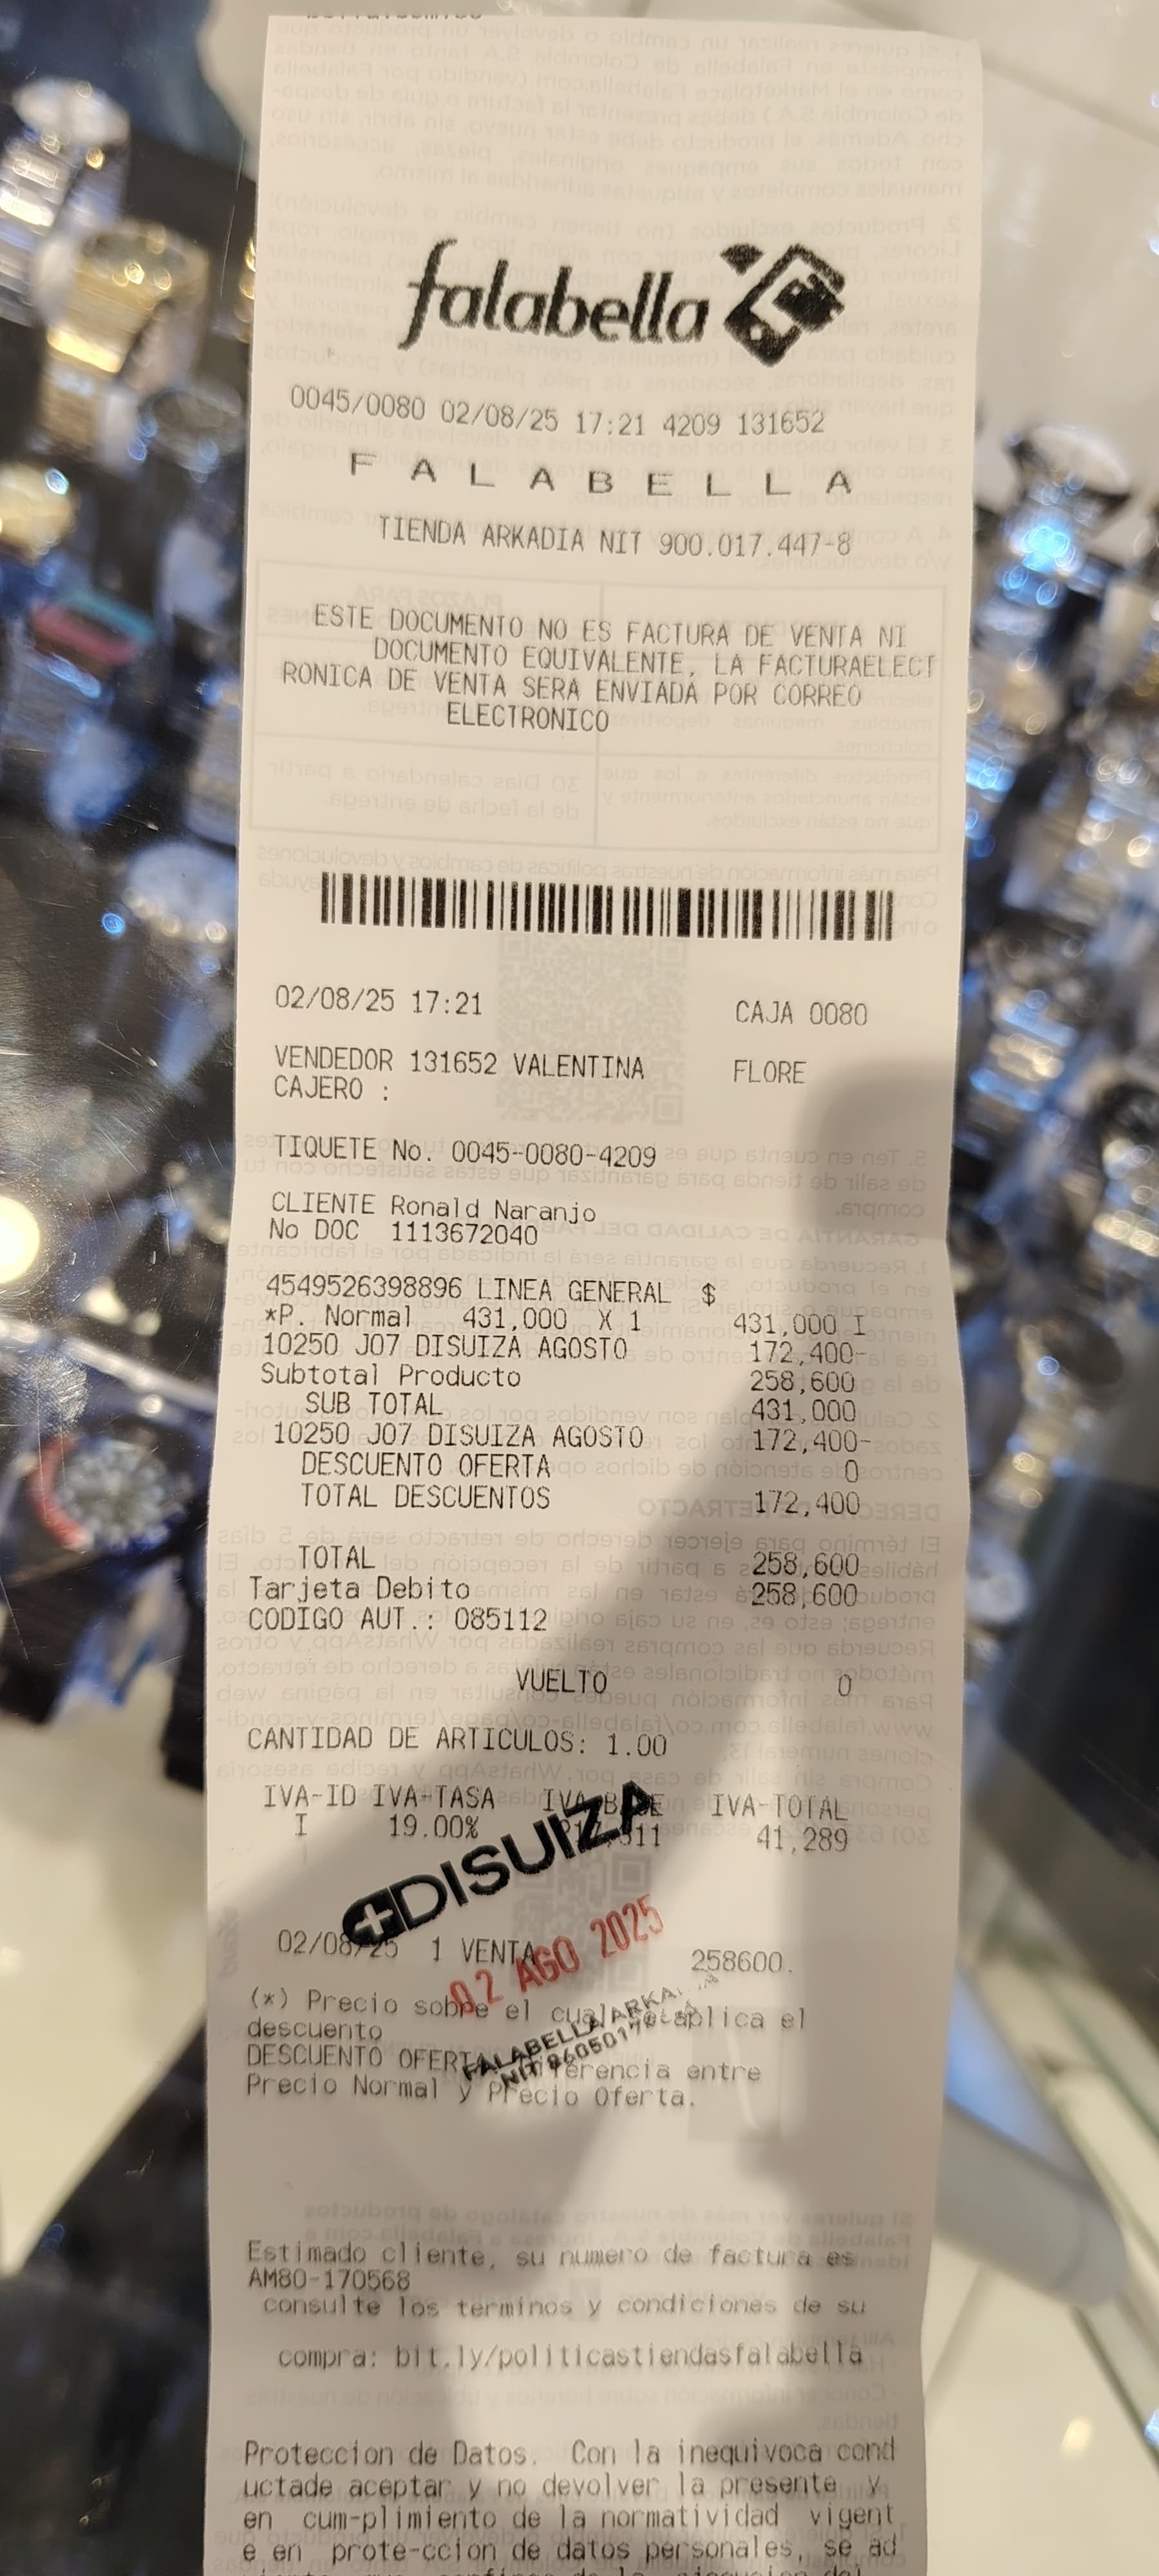 falabella
0045/0080 02/08/25 17:21 4209 131652
F A L A B E L L A
TIENDA ARKADIA NIT 900.017.447-8
ESTE DOCUMENTO NO ES FACTURA DE VENTA NI
DOCUMENTO EQUIVALENTE, LA FACTURAELECT
RONICA DE VENTA SERA ENVIADA POR CORREO
ELECTRONICO
02/08/25 17:21 CAJA 0080
VENDEDOR 131652 VALENTINA FLORE
CAJERO :
TIQUETE No. 0045-0080-4209
CLIENTE Ronald Naranjo
No DOC 1113672040
4549526398896 LINEA GENERAL $
*P. Normal 431,000 X 1 431,000 I
10250 J07 DISUIZA AGOSTO 172,400-
Subtotal Producto 258,600
SUB TOTAL 431,000
10250 J07 DISUIZA AGOSTO 172,400-
DESCUENTO OFERTA 0
TOTAL DESCUENTOS 172,400
TOTAL 258,600
Tarjeta Debito 258,600
CODIGO AUT.: 085112
VUELTO 0
CANTIDAD DE ARTICULOS: 1.00
IVA-ID IVA-TASA IVA-BASE IVA-TOTAL
I 19.00% 41,289
DISUIZA
02/08/25 1 VENTA 258600.
02 AGO 2025
(*) Precio sobre el cual se aplica el
descuento
FALABELLA
DESCUENTO OFERTA diferencia entre
NIT
Precio Normal y Precio Oferta.
Estimado cliente, su numero de factura es
AM80-170568
consulte los terminos y condiciones de su
compra: bit.ly/politicastiendasfalabella
Proteccion de Datos. Con la inequivoca cond
uctade aceptar y no devolver la presente y
en cum-plimiento de la normatividad vigent
e en prote-ccion de datos personales, se ad